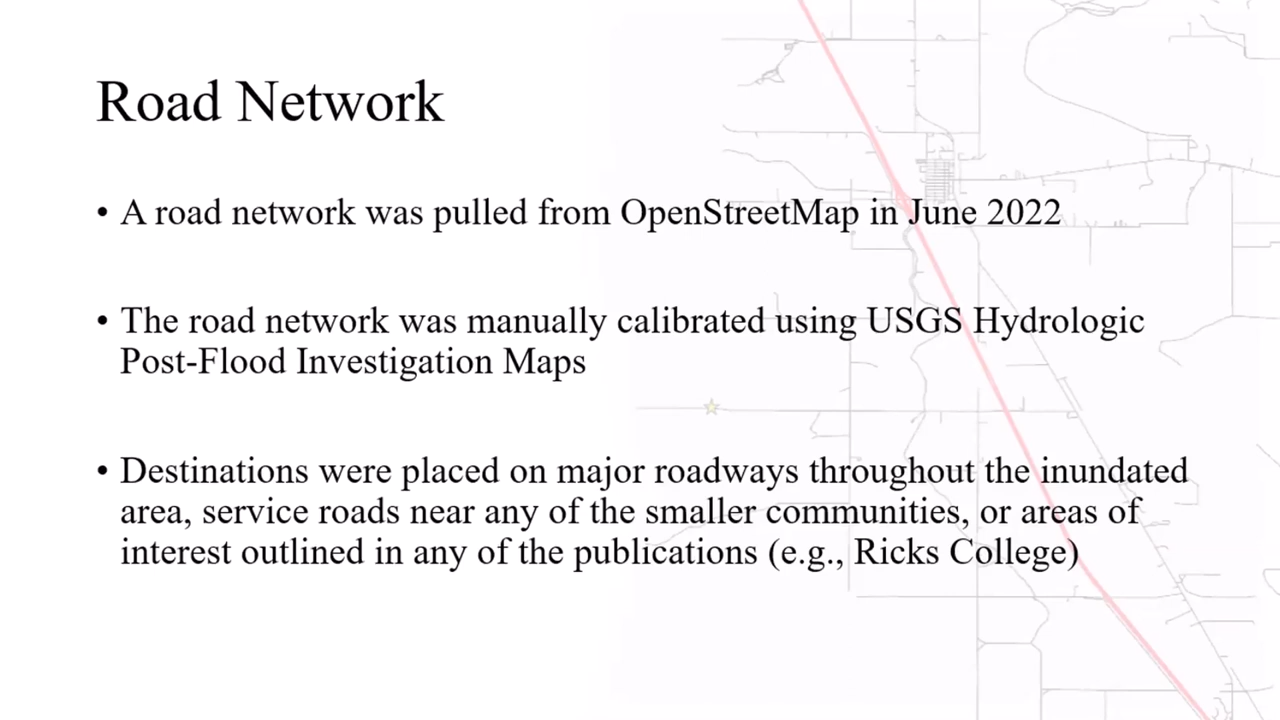 Road Network
• A road network was pulled from OpenStreetMap in June 2022
• The road network was manually calibrated using USGS Hydrologic
Post-Flood Investigation Maps
• Destinations were placed on major roadways throughout the inundated
area, service roads near any of the smaller communities, or areas of
interest outlined in any of the publications (e.g., Ricks College)